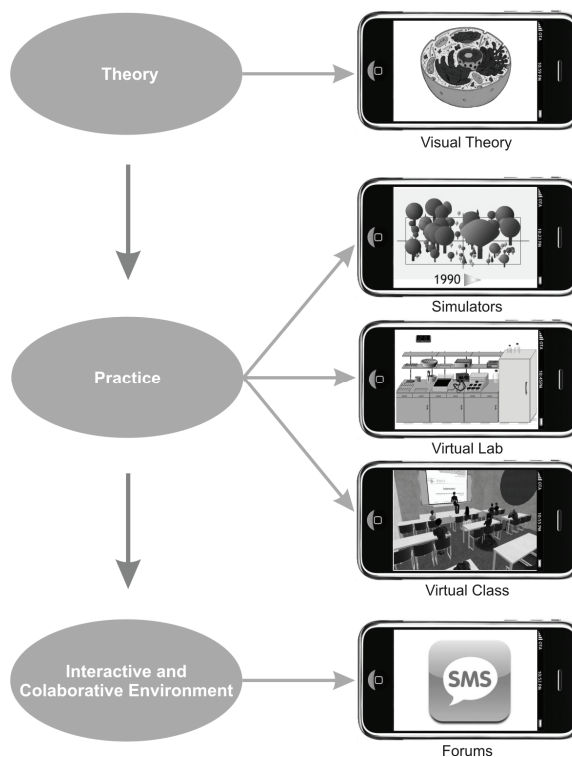 Theory
Visual Theory
1990
Simulators
Practice
Virtual Lab
Virtual Class
Interactive and
Colaborative Environment
SMS
Forums